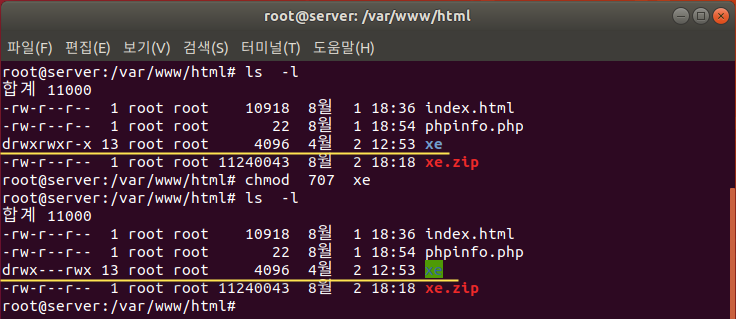 root@server: /var/www/html
파일(F) 편집(E) 보기(V) 검색(S) 터미널(T) 도움말(H)
root@server:/var/www/html# ls  -l
합계 11000
-rw-r--r--  1 root root    10918  8월  1 18:36 index.html
-rw-r--r--  1 root root       22  8월  1 18:54 phpinfo.php
drwxrwxr-x 13 root root     4096  4월  2 12:53 xe
-rw-r--r--  1 root root 11240043  8월  2 18:18 xe.zip
root@server:/var/www/html# chmod  707  xe
root@server:/var/www/html# ls  -l
합계 11000
-rw-r--r--  1 root root    10918  8월  1 18:36 index.html
-rw-r--r--  1 root root       22  8월  1 18:54 phpinfo.php
drwx---rwx 13 root root     4096  4월  2 12:53 xe
-rw-r--r--  1 root root 11240043  8월  2 18:18 xe.zip
root@server:/var/www/html#